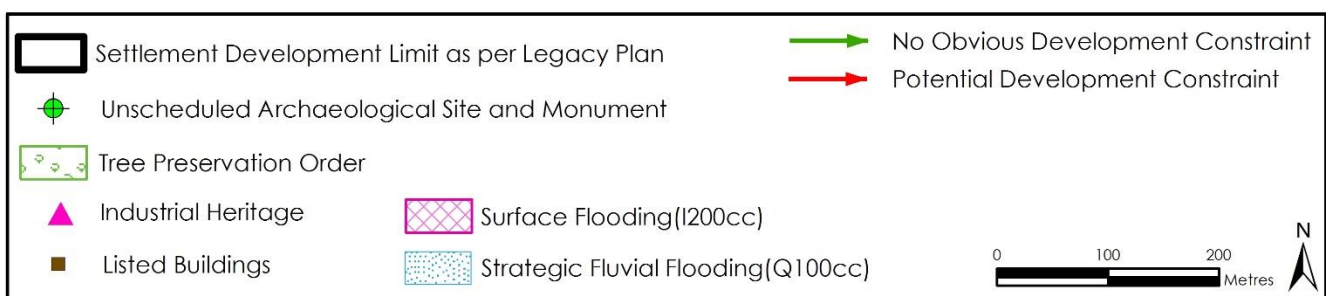 Settlement Development Limit as per Legacy Plan
No Obvious Development Constraint
Potential Development Constraint
Unscheduled Archaeological Site and Monument
Tree Preservation Order
Industrial Heritage
Surface Flooding(I200cc)
Listed Buildings
Strategic Fluvial Flooding(Q100cc)
0 100 200
Metres
N